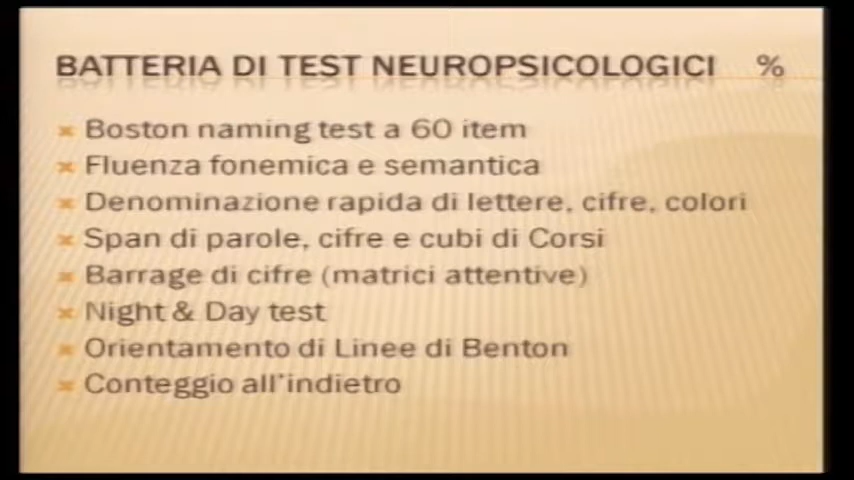 BATTERIA DI TEST NEUROPSICOLOGICI %
Boston naming test a 60 item
Fluenza fonemica e semantica
Denominazione rapida di lettere, cifre, colori
Span di parole, cifre e cubi di Corsi
Barrage di cifre (matrici attentive)
Night & Day test
Orientamento di Linee di Benton
Conteggio all'indietro